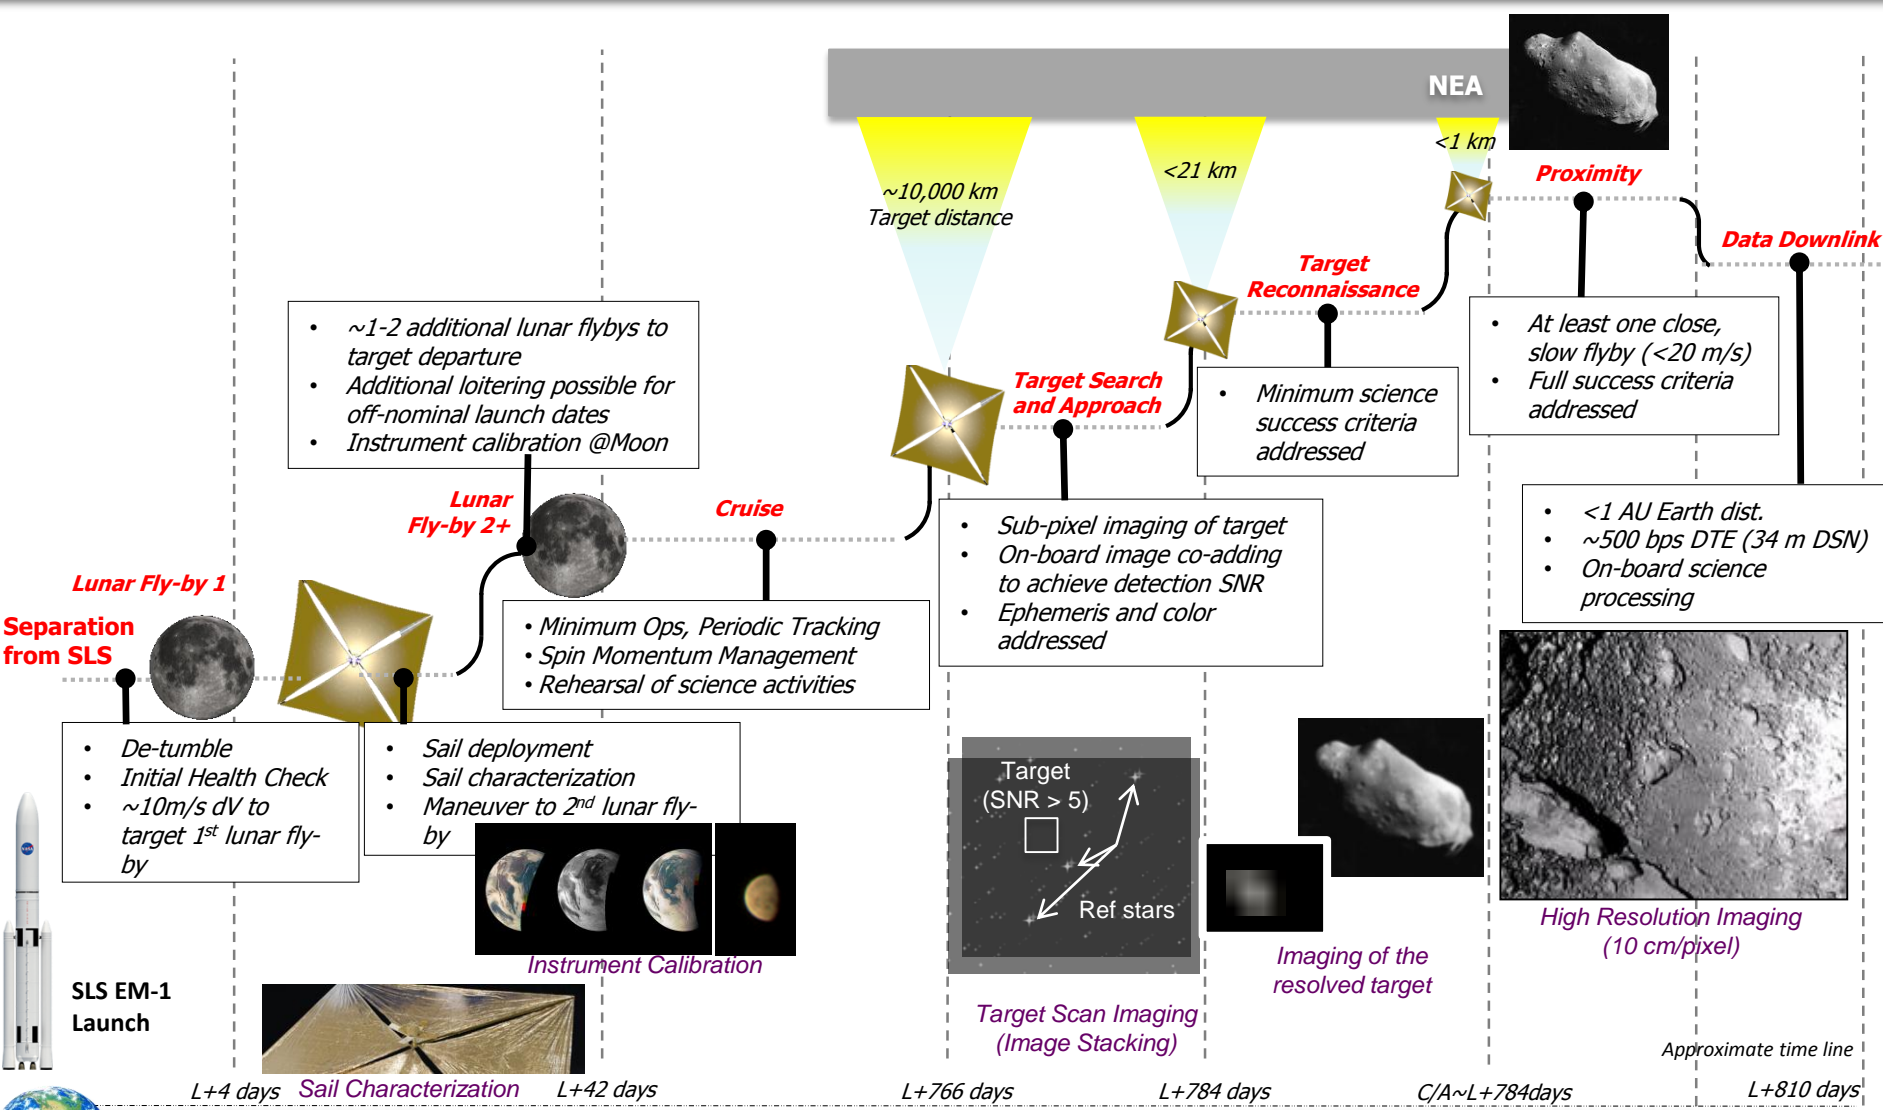 NEA
~10,000 km
Target distance
<21 km
<1 km
Proximity
Data Downlink
Target
Reconnaissance
Target Search
and Approach
Cruise
Lunar
Fly-by 2+
Lunar Fly-by 1
Separation
from SLS
• ~1-2 additional lunar flybys to
target departure
• Additional loitering possible for
off-nominal launch dates
• Instrument calibration @Moon
• At least one close,
slow flyby (<20 m/s)
• Full success criteria
addressed
• Minimum science
success criteria
addressed
• <1 AU Earth dist.
• ~500 bps DTE (34 m DSN)
• On-board science
processing
• Sub-pixel imaging of target
• On-board image co-adding
to achieve detection SNR
• Ephemeris and color
addressed
• Minimum Ops, Periodic Tracking
• Spin Momentum Management
• Rehearsal of science activities
• De-tumble
• Initial Health Check
• ~10m/s dV to
target 1st lunar fly-
by
• Sail deployment
• Sail characterization
• Maneuver to 2nd lunar fly-
by
Target
(SNR > 5)
Ref stars
Instrument Calibration
Target Scan Imaging
(Image Stacking)
Imaging of the
resolved target
High Resolution Imaging
(10 cm/pixel)
SLS EM-1
Launch
Approximate time line
L+4 days
Sail Characterization
L+42 days
L+766 days
L+784 days
C/A~L+784days
L+810 days